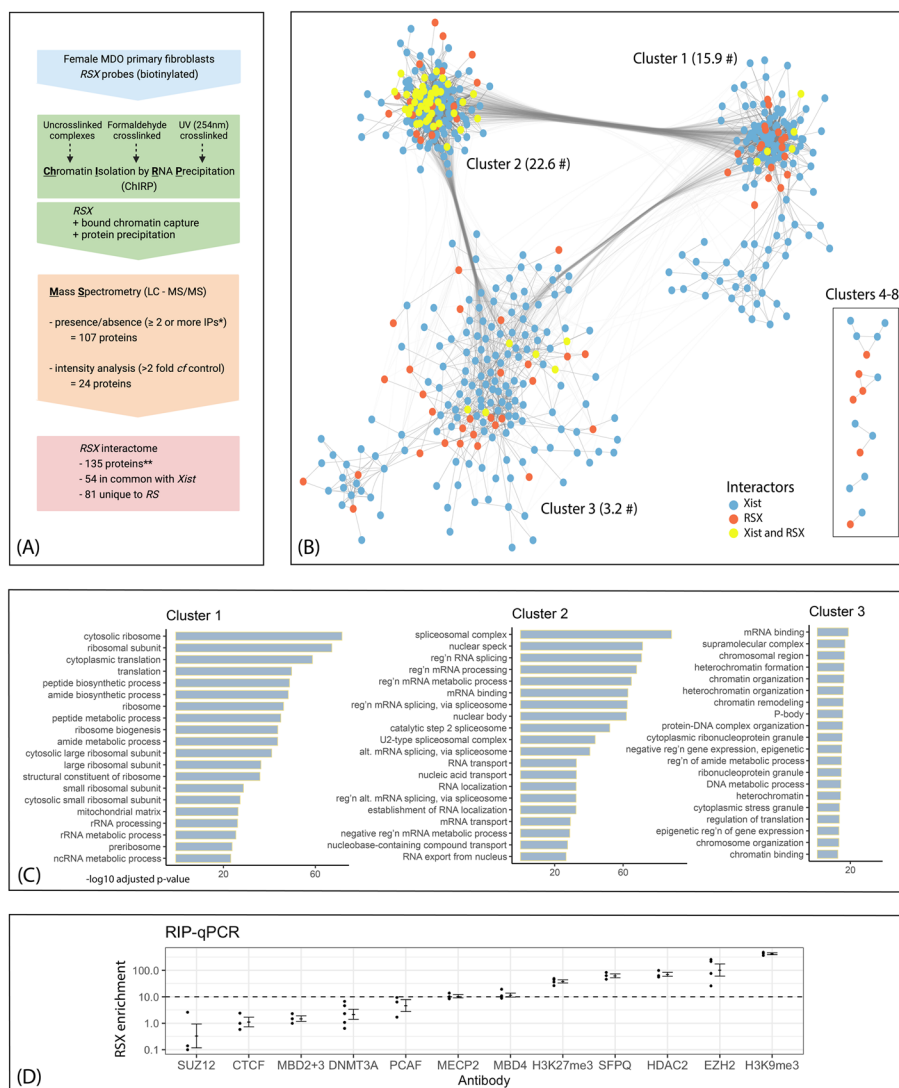 Female MDO primary fibroblasts
RSX probes (biotinylated)
Uncrosslinked complexes
Formaldehyde crosslinked
UV (254nm) crosslinked
Chromatin Isolation by RNA Precipitation
(ChIRP)
RSX
+ bound chromatin capture
+ protein precipitation
Mass Spectrometry (LC - MS/MS)
- presence/absence (≥ 2 or more IPs*)
= 107 proteins
- intensity analysis (>2 fold cf control)
= 24 proteins
RSX interactome
- 135 proteins**
- 54 in common with Xist
- 81 unique to RS
(A)
Cluster 1 (15.9 #)
Cluster 2 (22.6 #)
Clusters 4-8
Cluster 3 (3.2 #)
Interactors
Xist
RSX
Xist and RSX
(B)
Cluster 1
cytosolic ribosome
ribosomal subunit
cytoplasmic translation
translation
peptide biosynthetic process
amide biosynthetic process
ribosome
peptide metabolic process
ribosome biogenesis
amide metabolic process
cytosolic large ribosomal subunit
large ribosomal subunit
structural constituent of ribosome
small ribosomal subunit
cytosolic small ribosomal subunit
mitochondrial matrix
rRNA processing
rRNA metabolic process
preribosome
ncRNA metabolic process
20 60
-log10 adjusted p-value
Cluster 2
spliceosomal complex
nuclear speck
reg'n RNA splicing
reg'n mRNA processing
reg'n mRNA metabolic process
mRNA binding
reg'n mRNA splicing, via spliceosome
nuclear body
catalytic step 2 spliceosome
U2-type spliceosomal complex
alt. mRNA splicing, via spliceosome
RNA transport
nucleic acid transport
RNA localization
reg'n alt. mRNA splicing, via spliceosome
establishment of RNA localization
mRNA transport
negative reg'n mRNA metabolic process
nucleobase-containing compound transport
RNA export from nucleus
20 60
Cluster 3
mRNA binding
supramolecular complex
chromosomal region
heterochromatin formation
chromatin organization
heterochromatin organization
chromatin remodeling
P-body
protein-DNA complex organization
cytoplasmic ribonucleoprotein granule
negative reg'n gene expression, epigenetic
reg'n of amide metabolic process
ribonucleoprotein granule
DNA metabolic process
heterochromatin
cytoplasmic stress granule
regulation of translation
epigenetic reg'n of gene expression
chromosome organization
chromatin binding
20
(C)
RIP-qPCR
RSX enrichment
100.0
10.0
1.0
0.1
SUZ12 CTCF MBD2+3 DNMT3A PCAF MECP2 MBD4 H3K27me3 SFPQ HDAC2 EZH2 H3K9me3
Antibody
(D)